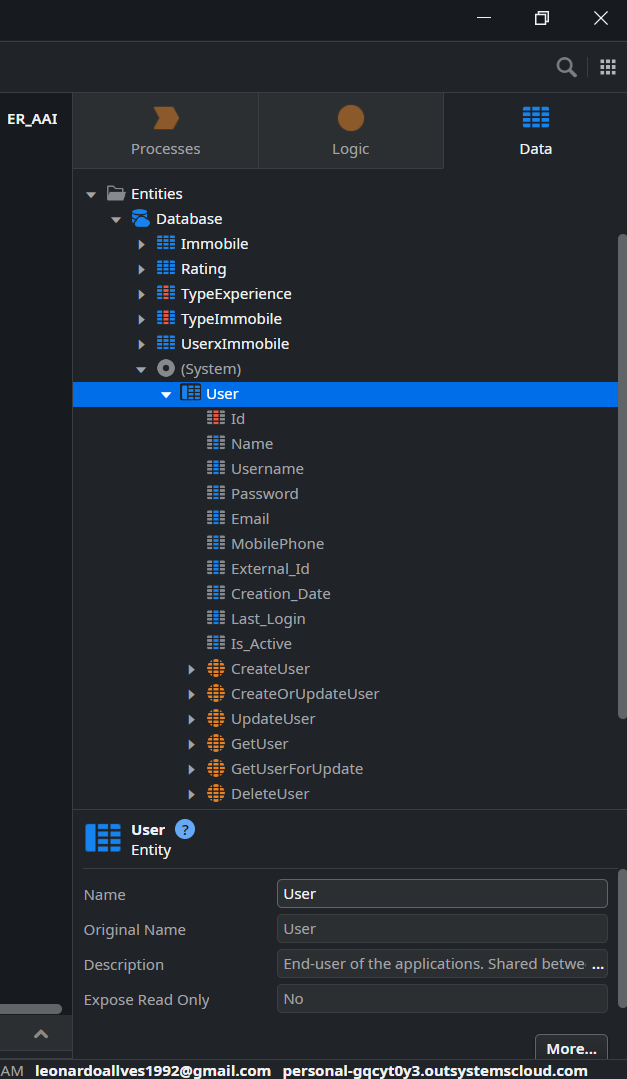 ER_AAI
Processes
Logic
Data
Entities
Database
Immobile
Rating
TypeExperience
TypeImmobile
UserxImmobile
(System)
User
Id
Name
Username
Password
Email
MobilePhone
External_Id
Creation_Date
Last_Login
Is_Active
CreateUser
CreateOrUpdateUser
UpdateUser
GetUser
GetUserForUpdate
DeleteUser
User ?
Entity
Name User
Original Name User
Description End-user of the applications. Shared betwe ...
Expose Read Only No
More...
AM leonardoallves1992@gmail.com personal-gqcyt0y3.outsystemscloud.com